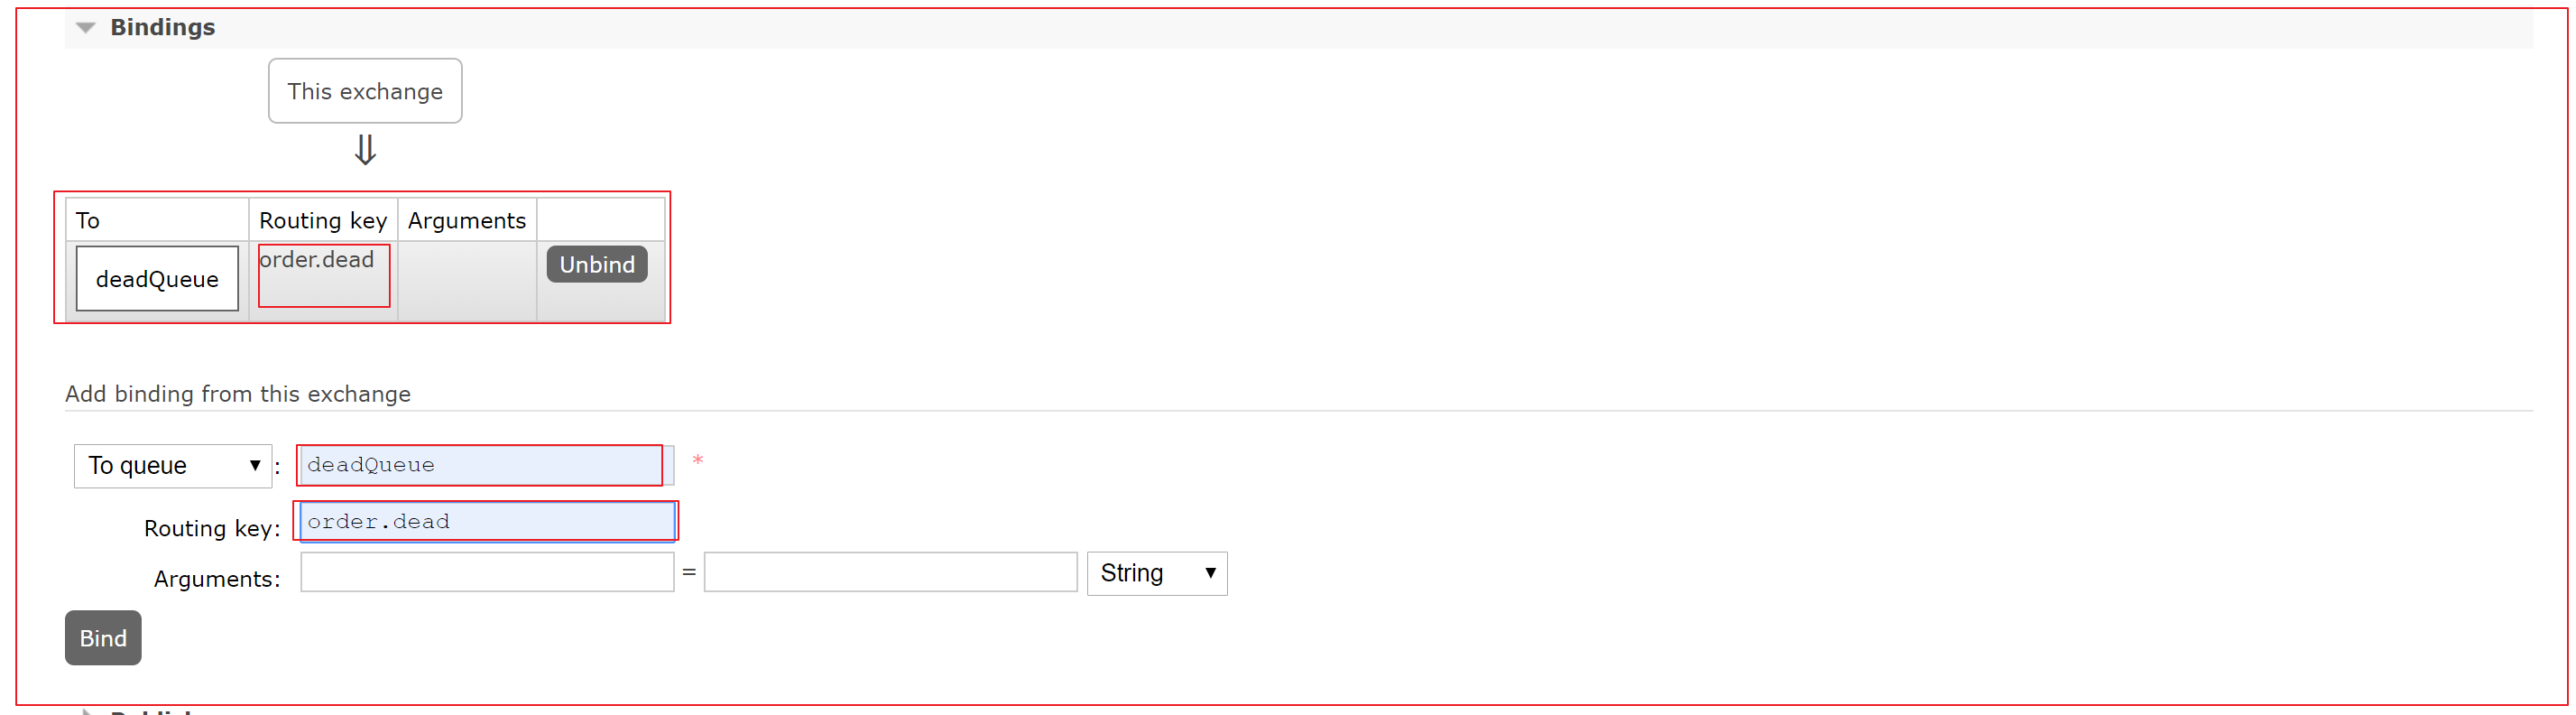 Bindings
This exchange
⇓
To Routing key Arguments
deadQueue order.dead Unbind
Add binding from this exchange
To queue ▼ : deadQueue *
Routing key: order.dead
Arguments: = String ▼
Bind